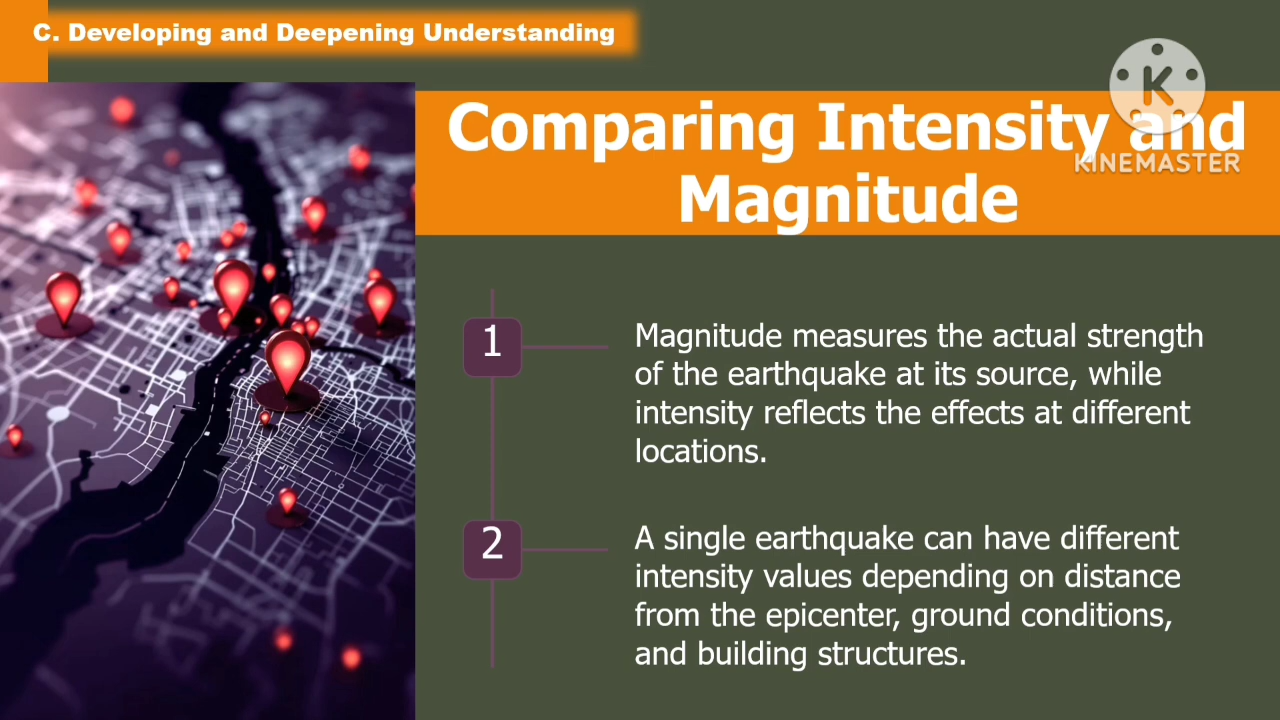 C. Developing and Deepening Understanding
Comparing Intensity and
Magnitude
K
KINEMASTER
1
Magnitude measures the actual strength
of the earthquake at its source, while
intensity reflects the effects at different
locations.
2
A single earthquake can have different
intensity values depending on distance
from the epicenter, ground conditions,
and building structures.